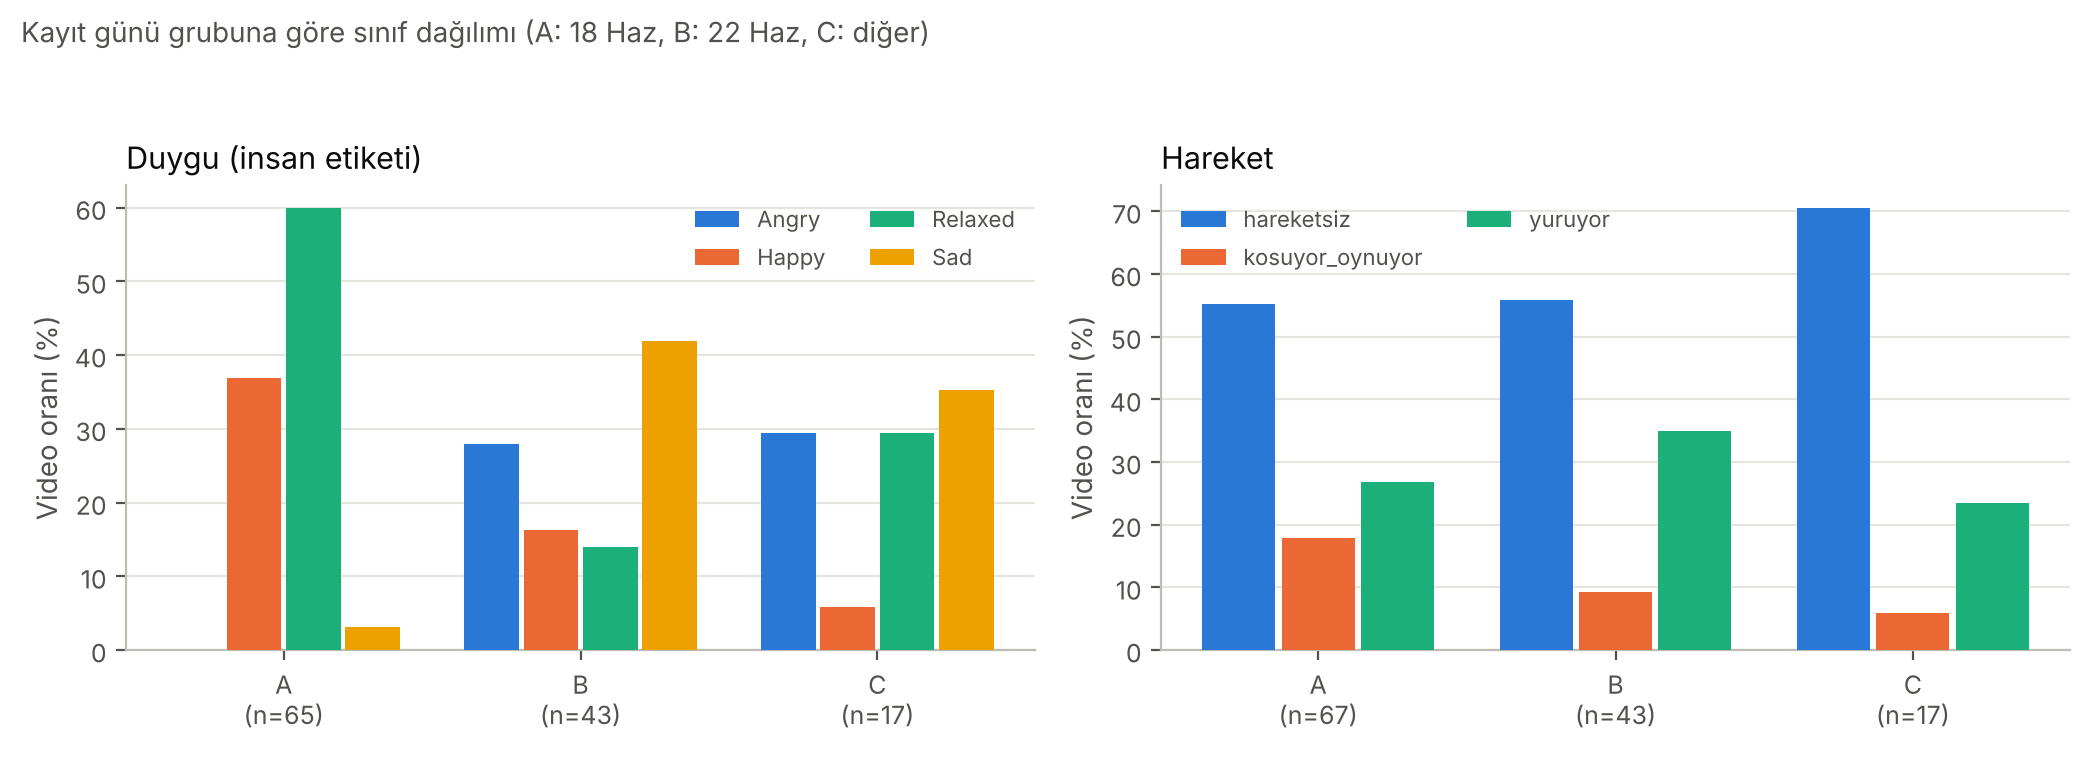 Kayıt günü grubuna göre sınıf dağılımı (A: 18 Haz, B: 22 Haz, C: diğer)
Duygu (insan etiketi)
Angry
Relaxed
Happy
Sad
Video oranı (%)
60
50
40
30
20
10
0
A
B
C
(n=65)
(n=43)
(n=17)
Hareket
hareketsiz
yuruyor
kosuyor_oynuyor
Video oranı (%)
70
60
50
40
30
20
10
0
A
B
C
(n=67)
(n=43)
(n=17)